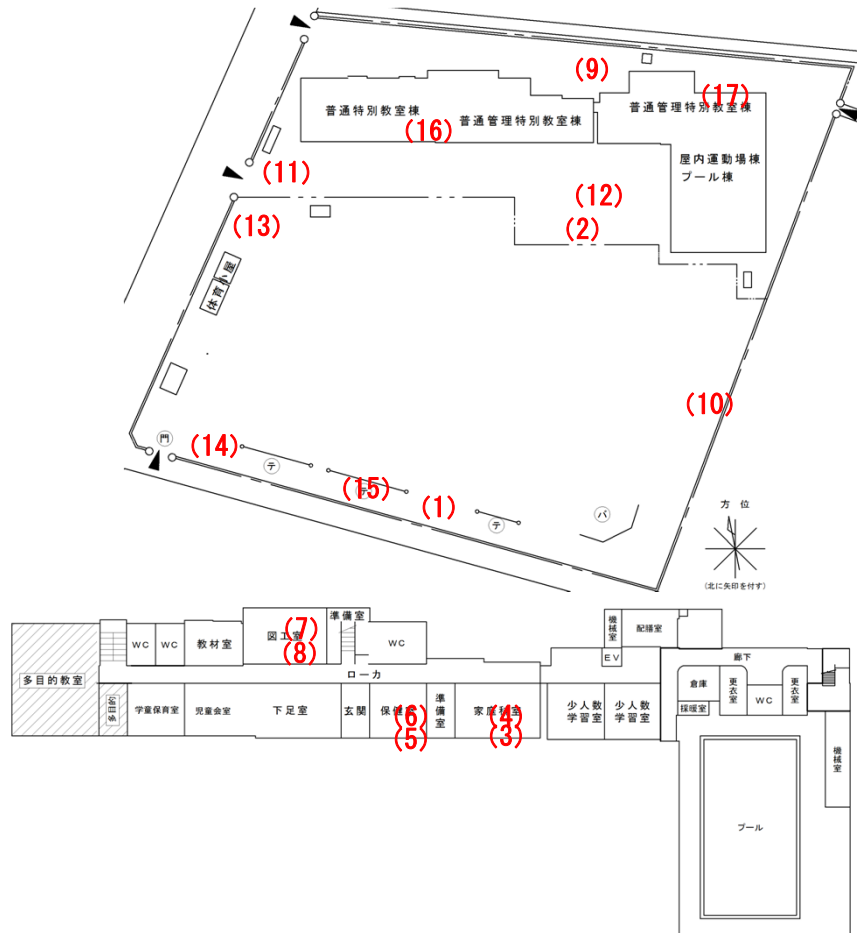 (9)
(17)
普通特別教室棟
(16)
普通管理特別教室棟
普通管理特別教室棟
屋内運動場棟
プール棟
(11)
(12)
(13)
(2)
体育小屋
(10)
門
(14)
テ
(15)
テ
(1)
テ
バ
方位
(北に矢印を付す)
WC
WC
教材室
図工室
(7)
(8)
準備室
WC
機械室
配膳室
EV
廊下
多目的教室
ローカ
倉庫
更衣室
WC
更衣室
採暖室
多目的
学童保育室
児童会室
下足室
玄関
保健室
(6)
(5)
準備室
家庭科室
(4)
(3)
少人数
学習室
少人数
学習室
機械室
プール